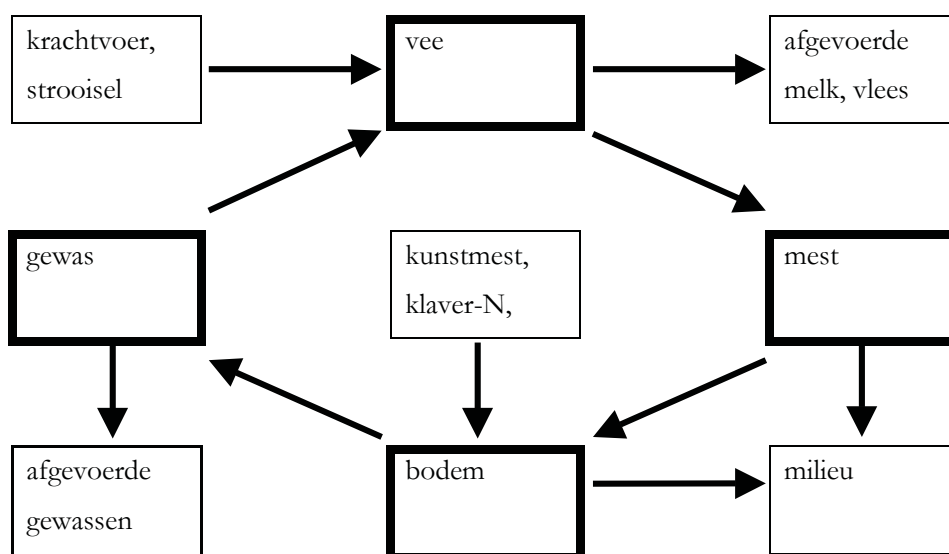 krachtvoer,
strooisel
vee
afgevoerde
melk, vlees
gewas
kunstmest,
klaver-N,
mest
afgevoerde
gewassen
bodem
milieu